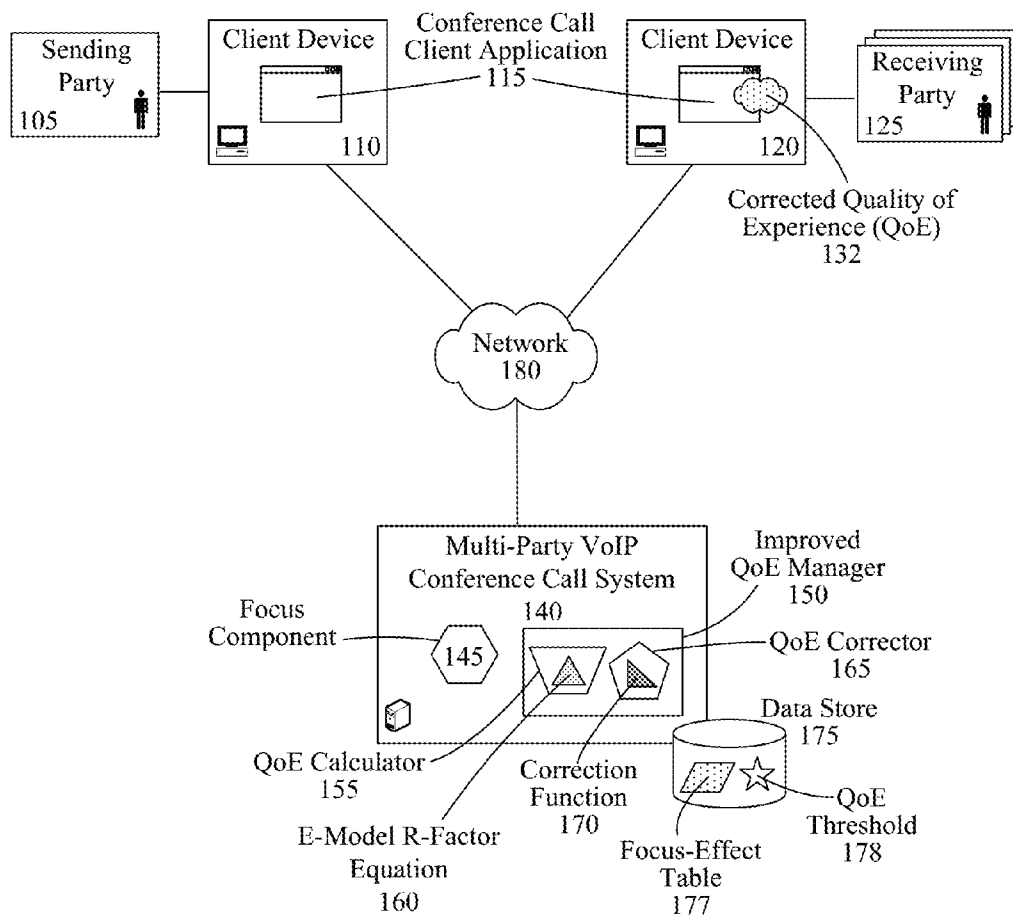 Sending
Party
105
Client Device
110
Conference Call
Client Application
115
Client Device
120
Receiving
Party
125
Corrected Quality of
Experience (QoE)
132
Network
180
Multi-Party VoIP
Conference Call System
140
Improved
QoE Manager
150
Focus
Component
145
QoE Corrector
165
Data Store
175
QoE Calculator
155
Correction
Function
170
QoE
Threshold
178
E-Model R-Factor
Equation
160
Focus-Effect
Table
177